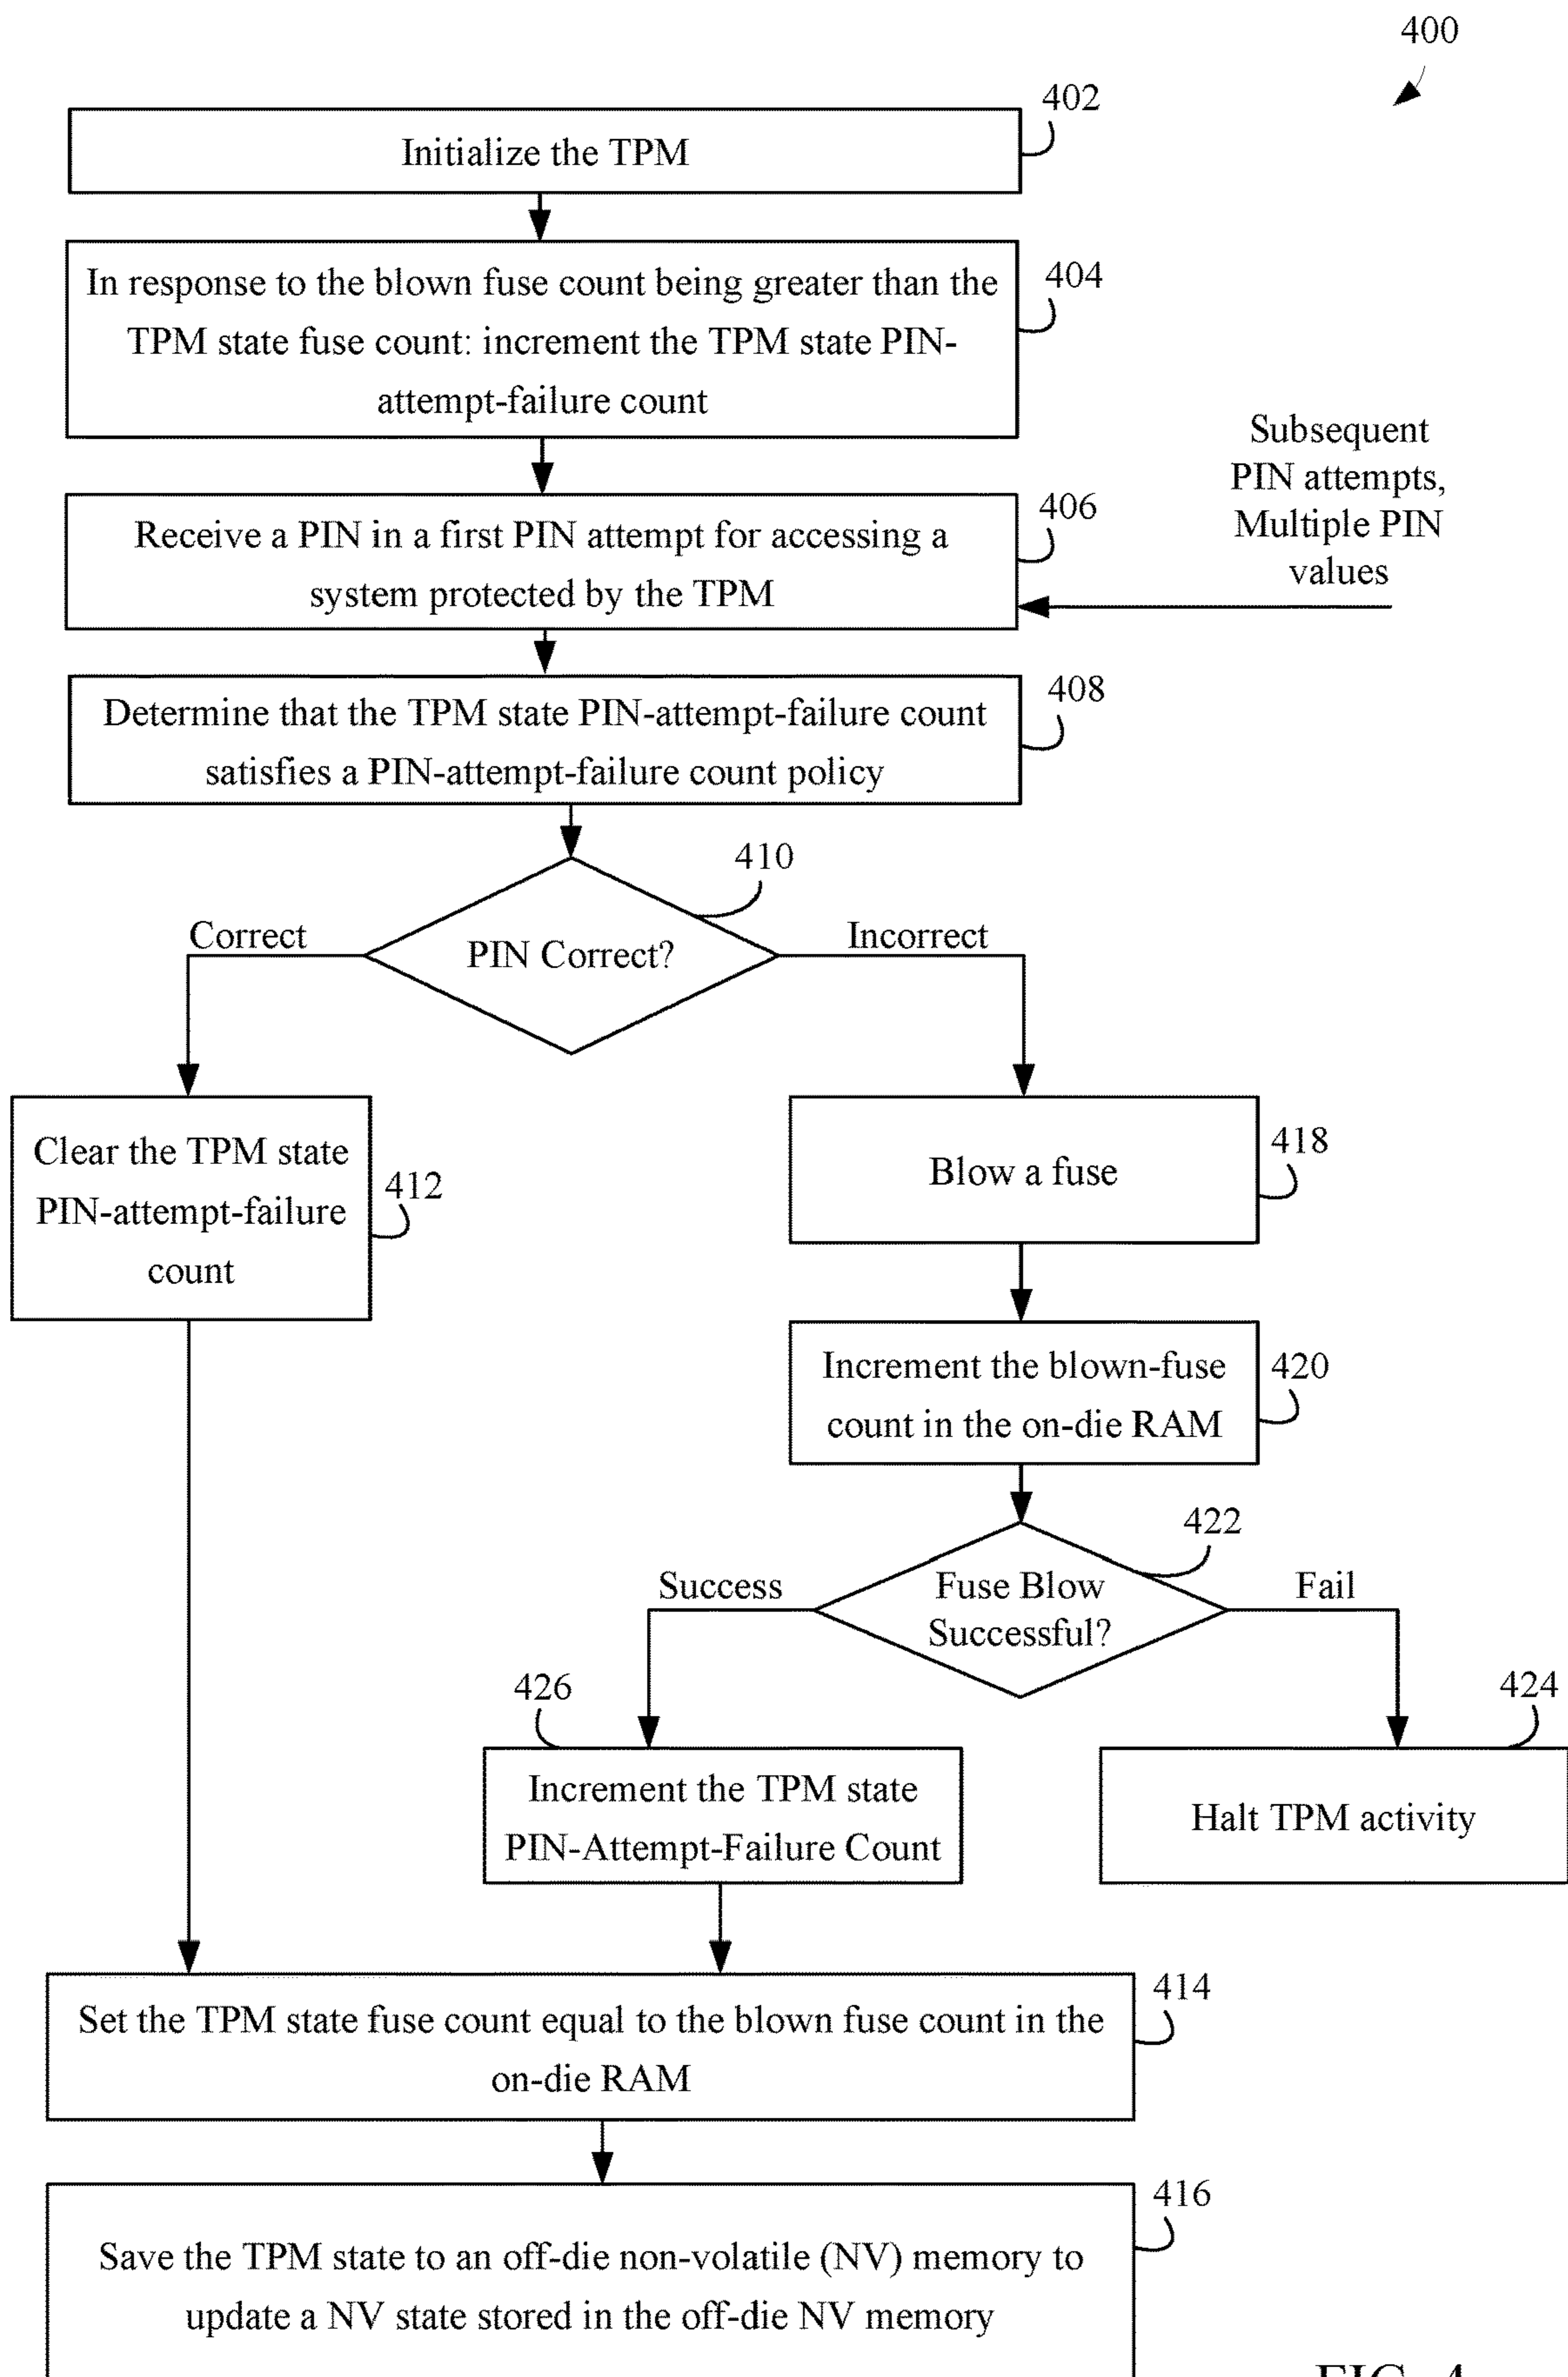 400
402
Initialize the TPM
In response to the blown fuse count being greater than the
TPM state fuse count: increment the TPM state PIN-
attempt-failure count
404
Subsequent
PIN attempts,
Multiple PIN
values
Receive a PIN in a first PIN attempt for accessing a
system protected by the TPM
406
Determine that the TPM state PIN-attempt-failure count
satisfies a PIN-attempt-failure count policy
408
410
Correct
PIN Correct?
Incorrect
Clear the TPM state
PIN-attempt-failure
count
412
Blow a fuse
418
Increment the blown-fuse
count in the on-die RAM
420
422
Success
Fuse Blow
Successful?
Fail
426
424
Increment the TPM state
PIN-Attempt-Failure Count
Halt TPM activity
Set the TPM state fuse count equal to the blown fuse count in the
on-die RAM
414
Save the TPM state to an off-die non-volatile (NV) memory to
update a NV state stored in the off-die NV memory
416
FIG. 4